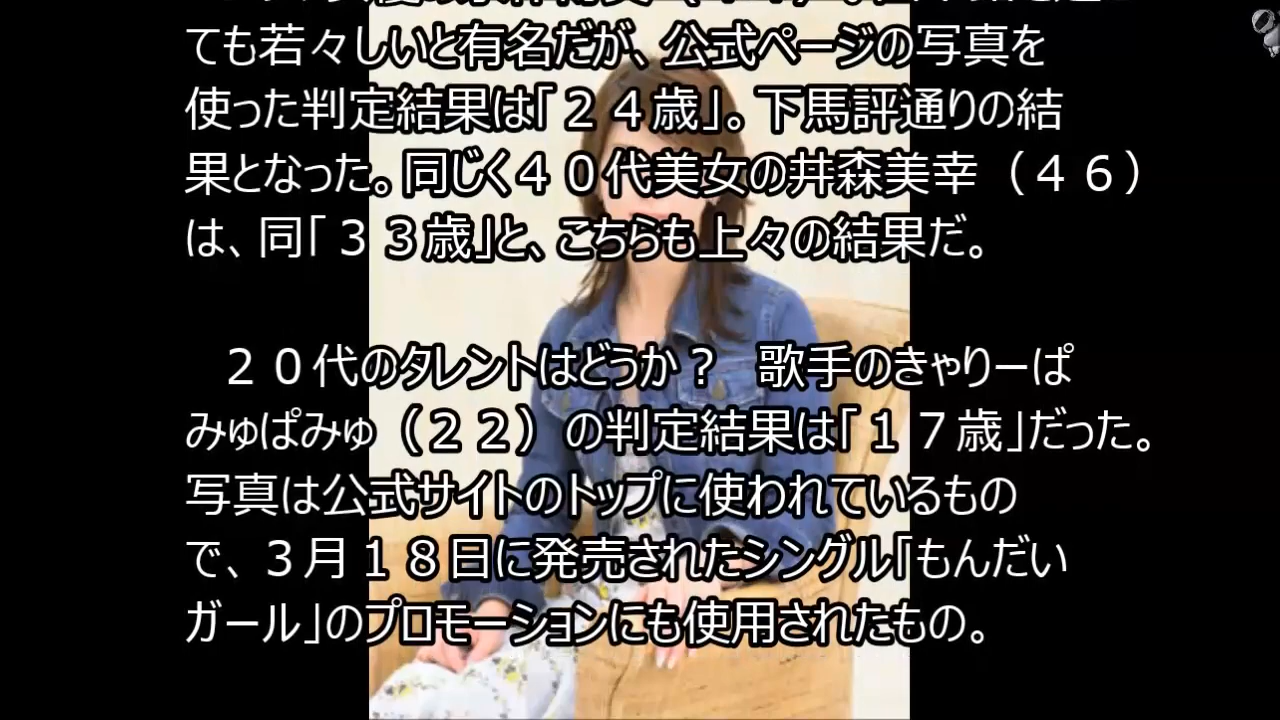 ても若々しいと有名だが、公式ページの写真を
使った判定結果は「２４歳」。下馬評通りの結
果となった。同じく４０代美女の井森美幸（４６）
は、同「３３歳」と、こちらも上々の結果だ。
２０代のタレントはどうか？　歌手のきゃりーぱ
みゅぱみゅ（２２）の判定結果は「１７歳」だった。
写真は公式サイトのトップに使われているもの
で、３月１８日に発売されたシングル「もんだい
ガール」のプロモーションにも使用されたもの。